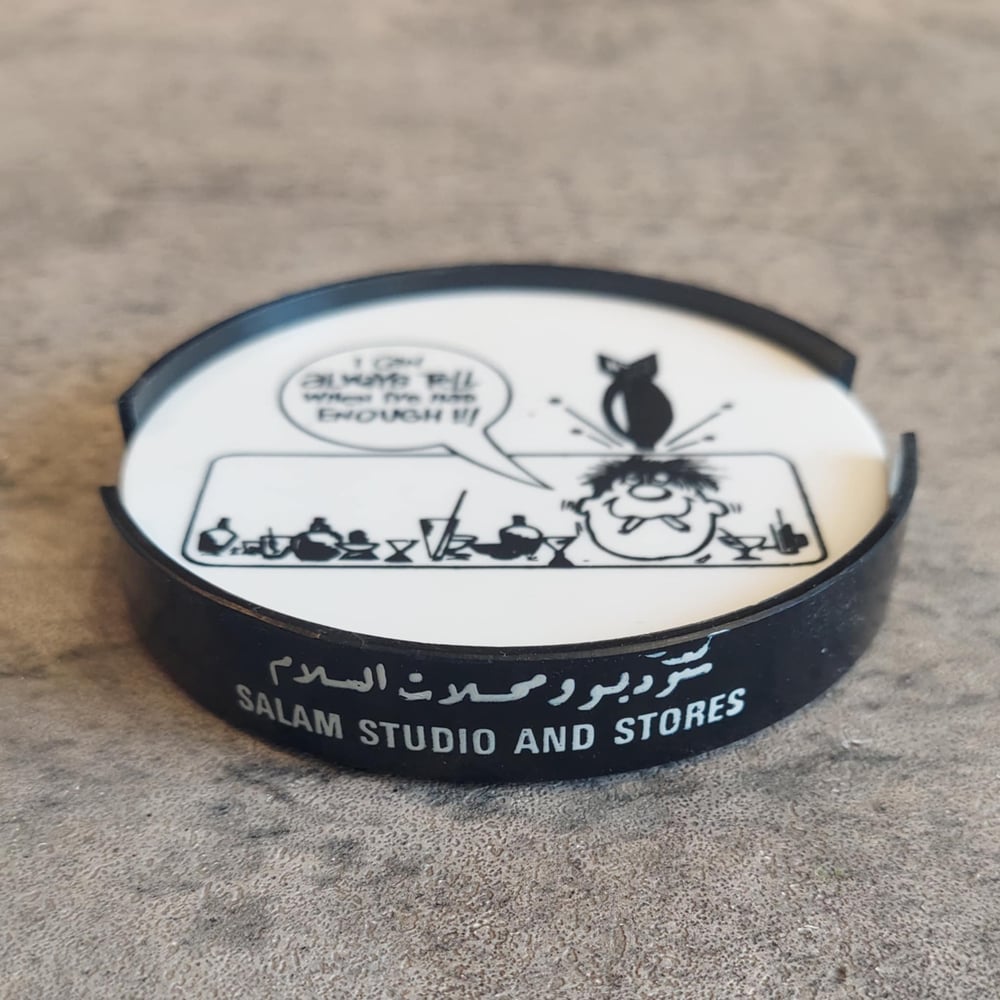 I CAN
ALWAYS TELL
WHEN I'VE HAD
ENOUGH !!!
ستوديو ومحلات السلام
SALAM STUDIO AND STORES